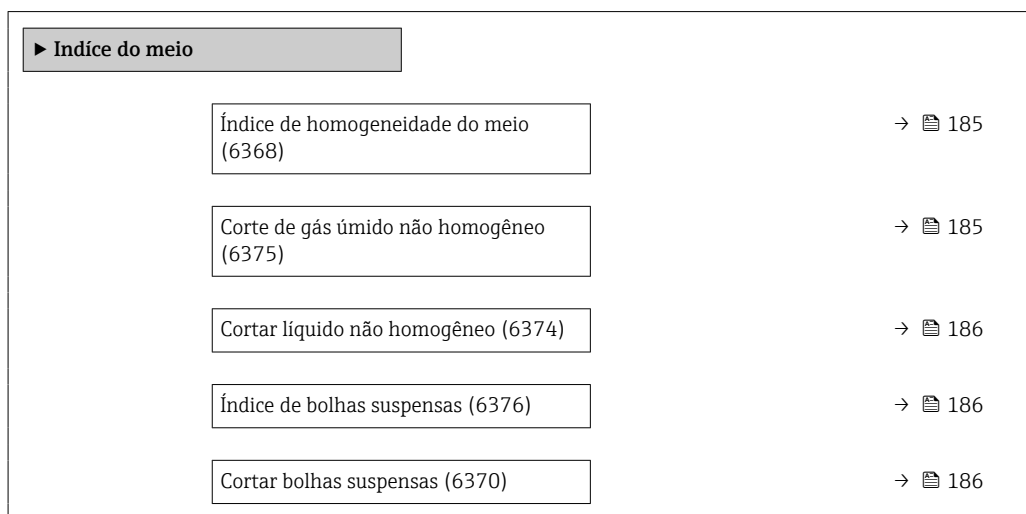 ► Indíce do meio
Índice de homogeneidade do meio
(6368)
→ 185
Corte de gás úmido não homogêneo
(6375)
→ 185
Cortar líquido não homogêneo (6374)
→ 186
Índice de bolhas suspensas (6376)
→ 186
Cortar bolhas suspensas (6370)
→ 186